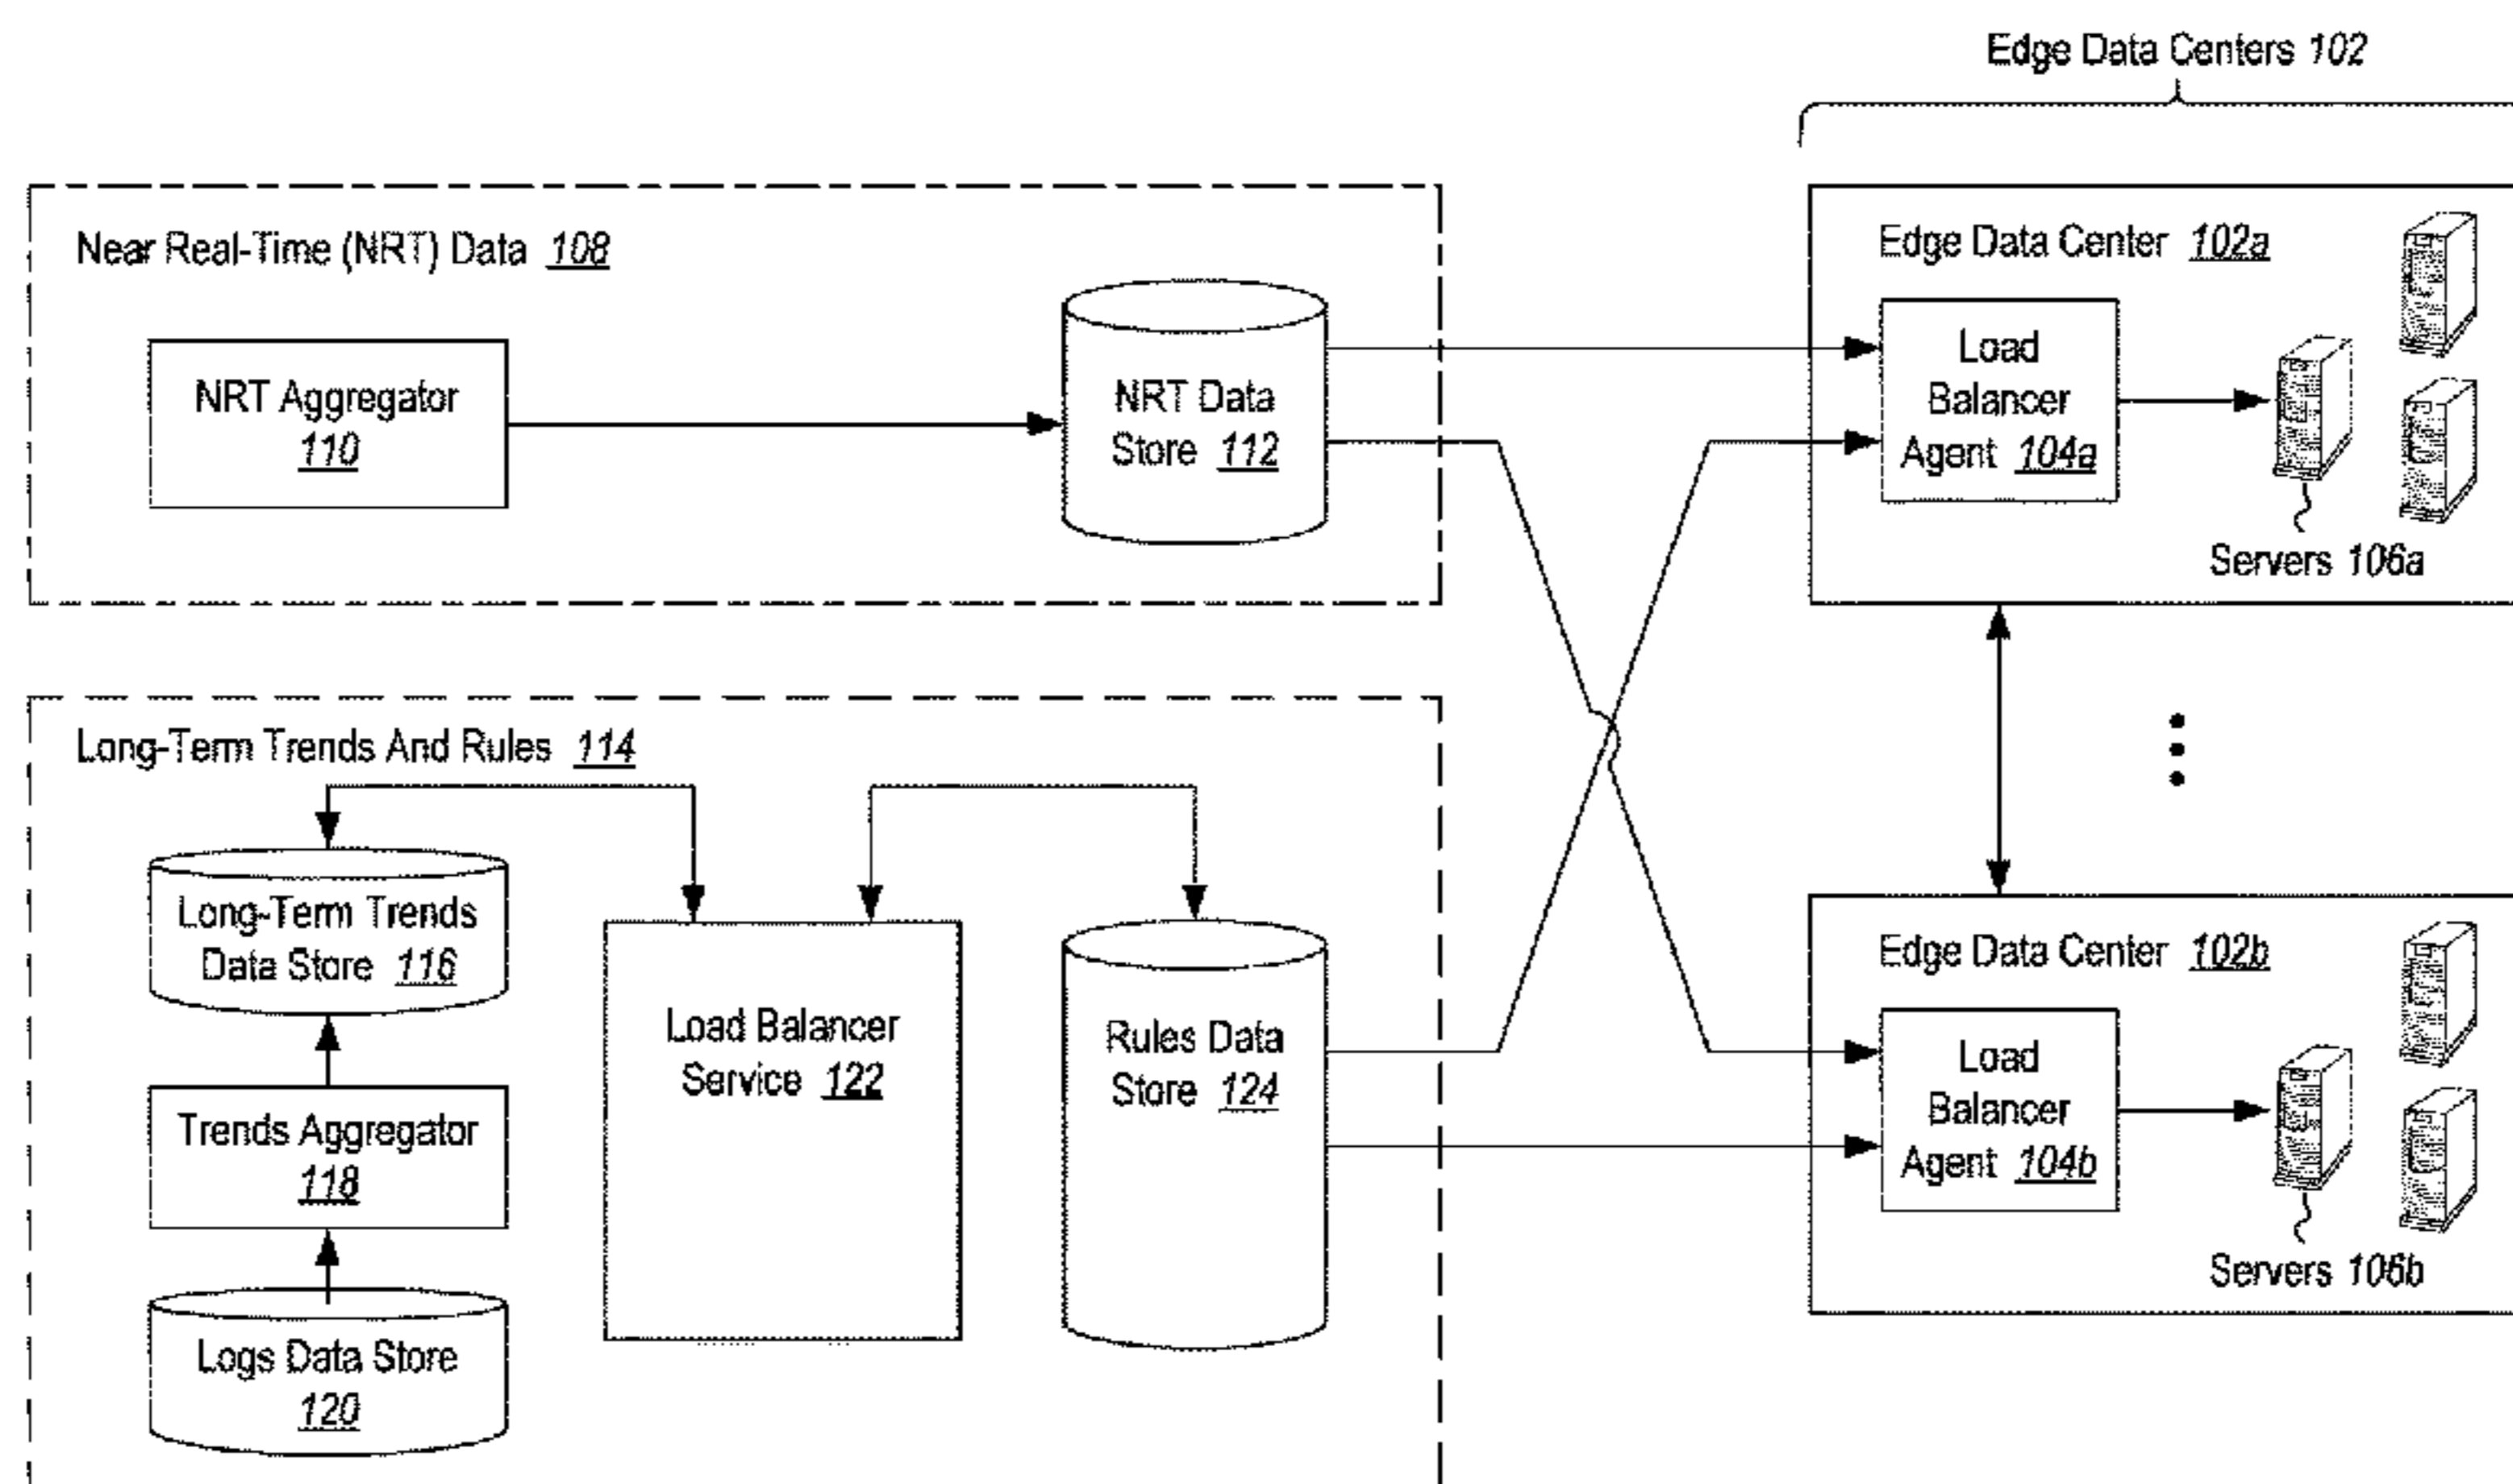 Edge Data Centers 102
Near Real-Time (NRT) Data 108
NRT Aggregator
110
NRT Data
Store 112
Edge Data Center 102a
Load
Balancer
Agent 104a
Servers 106a
Long-Term Trends And Rules 114
Long-Term Trends
Data Store 116
Trends Aggregator
118
Logs Data Store
120
Load Balancer
Service 122
Rules Data
Store 124
Edge Data Center 102b
Load
Balancer
Agent 104b
Servers 106b